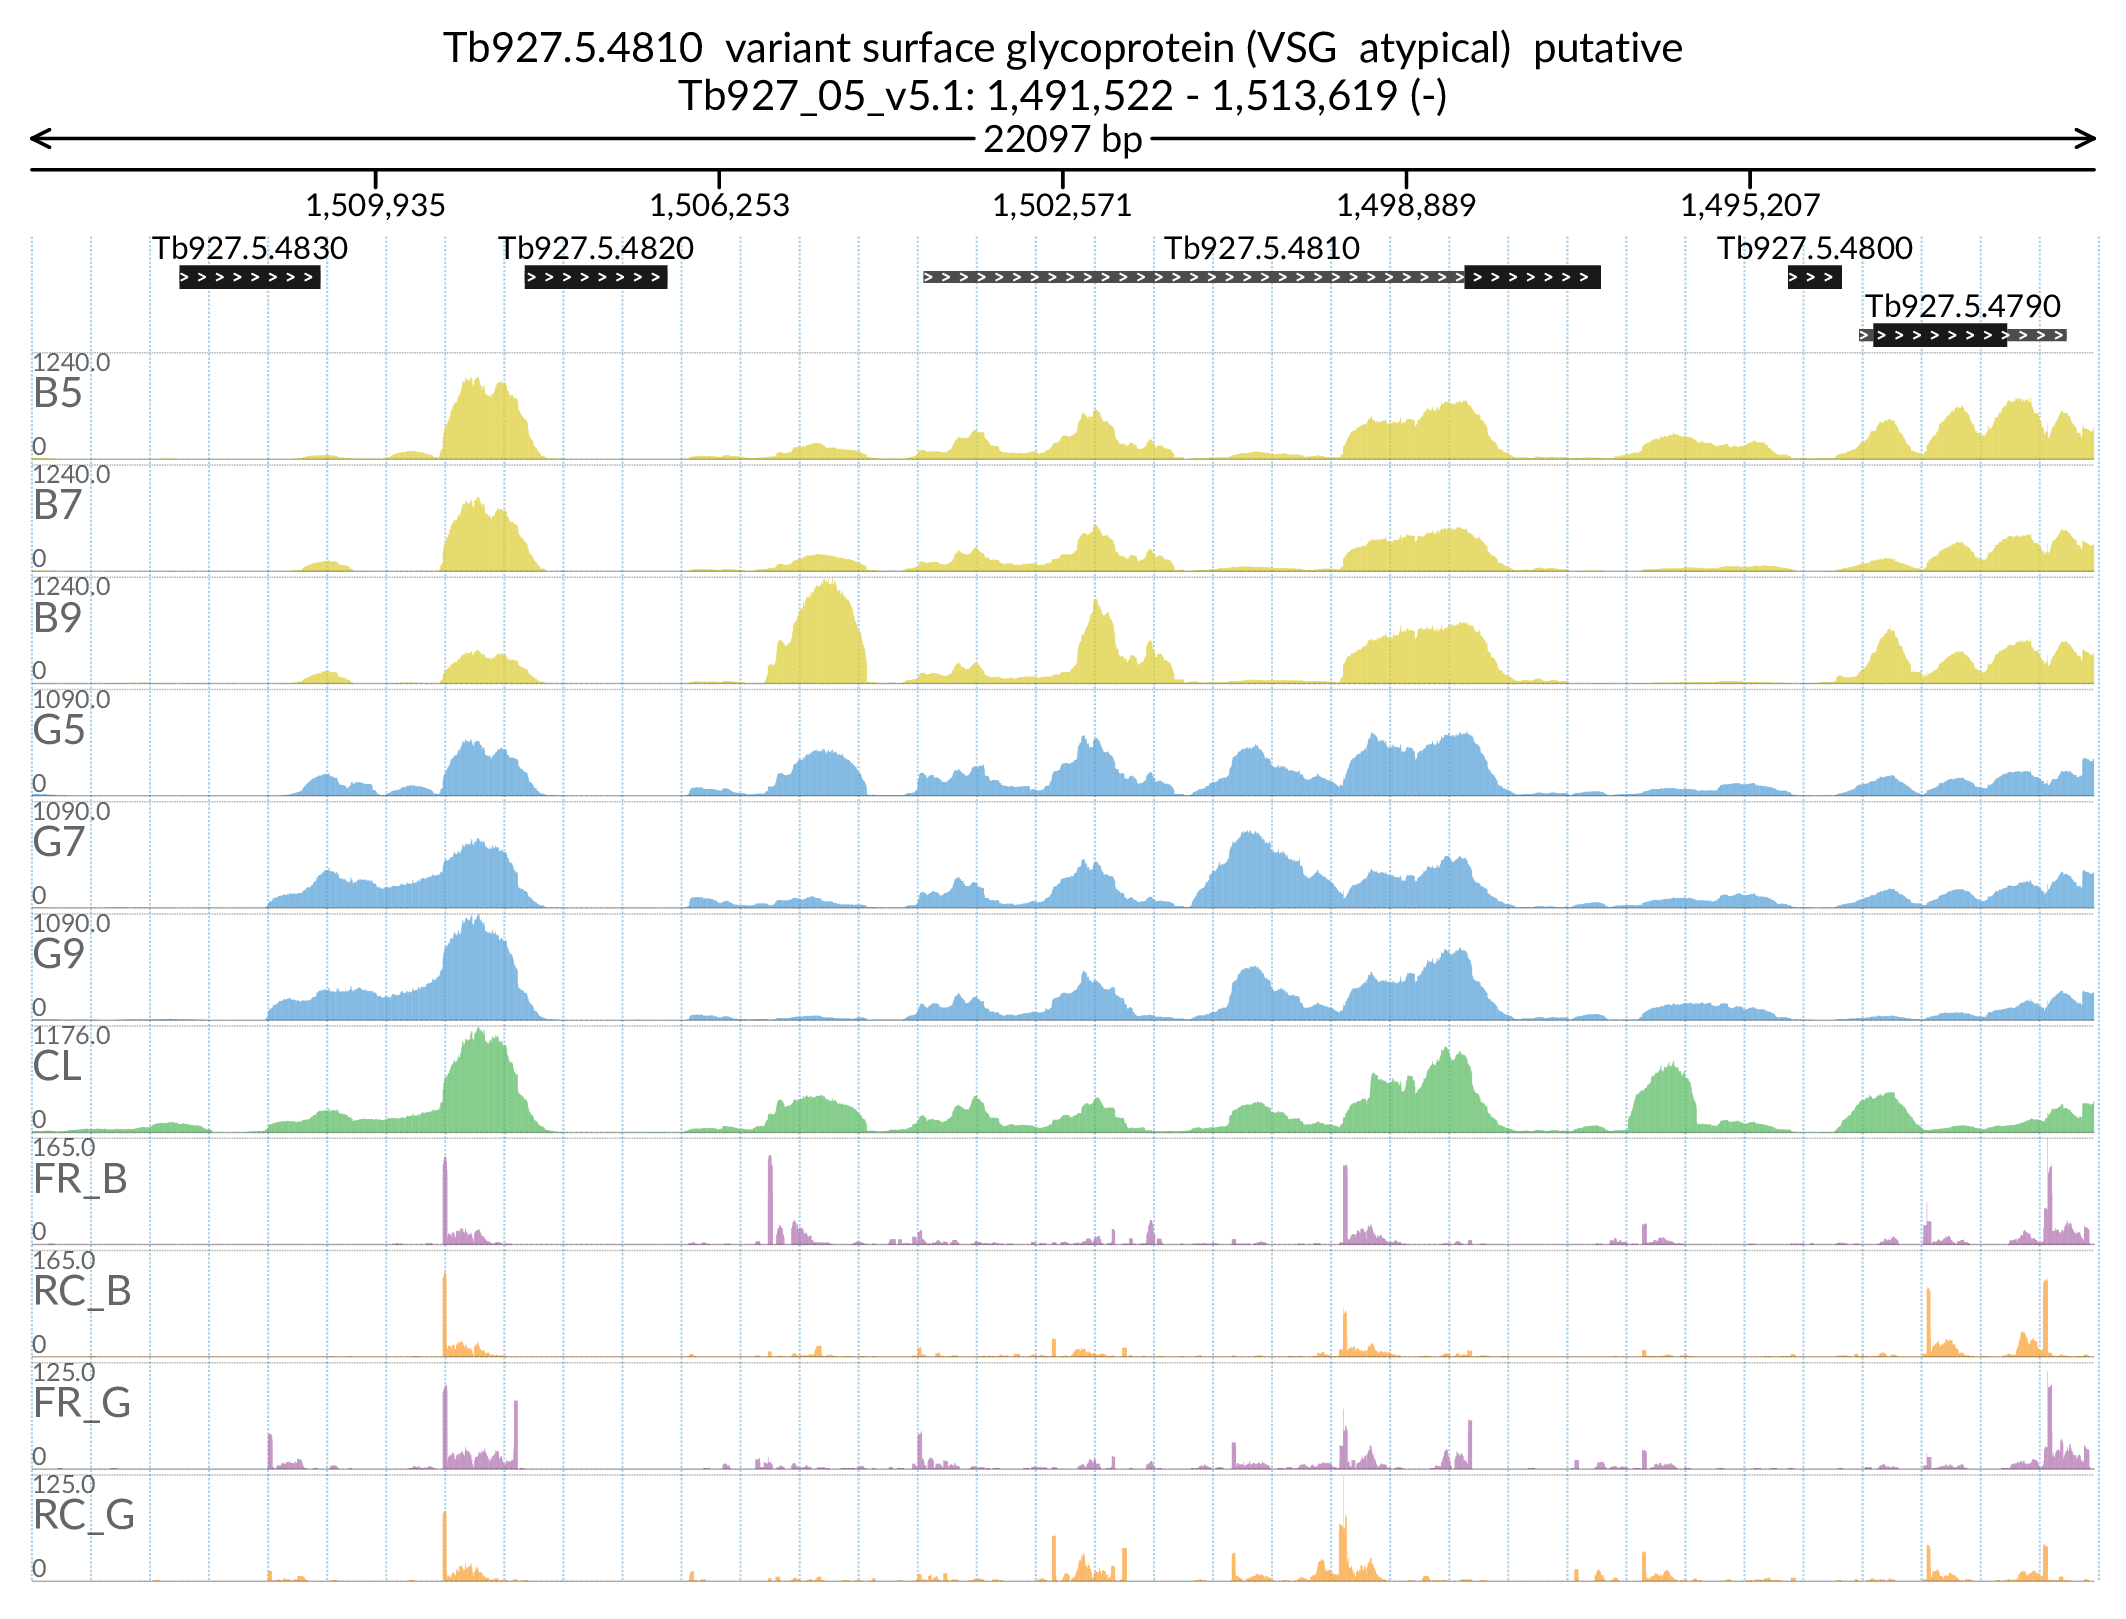 Tb927.5.4810 variant surface glycoprotein (VSG atypical) putative
Tb927_05_v5.1: 1,491,522 - 1,513,619 (-)
22097 bp
1,509,935 1,506,253 1,502,571 1,498,889 1,495,207
Tb927.5.4830 Tb927.5.4820 Tb927.5.4810 Tb927.5.4800
Tb927.5.4790
1240.0
B5
0
1240.0
B7
0
1240.0
B9
0
1090.0
G5
0
1090.0
G7
0
1090.0
G9
0
1176.0
CL
0
165.0
FR_B
0
165.0
RC_B
0
125.0
FR_G
0
125.0
RC_G
0